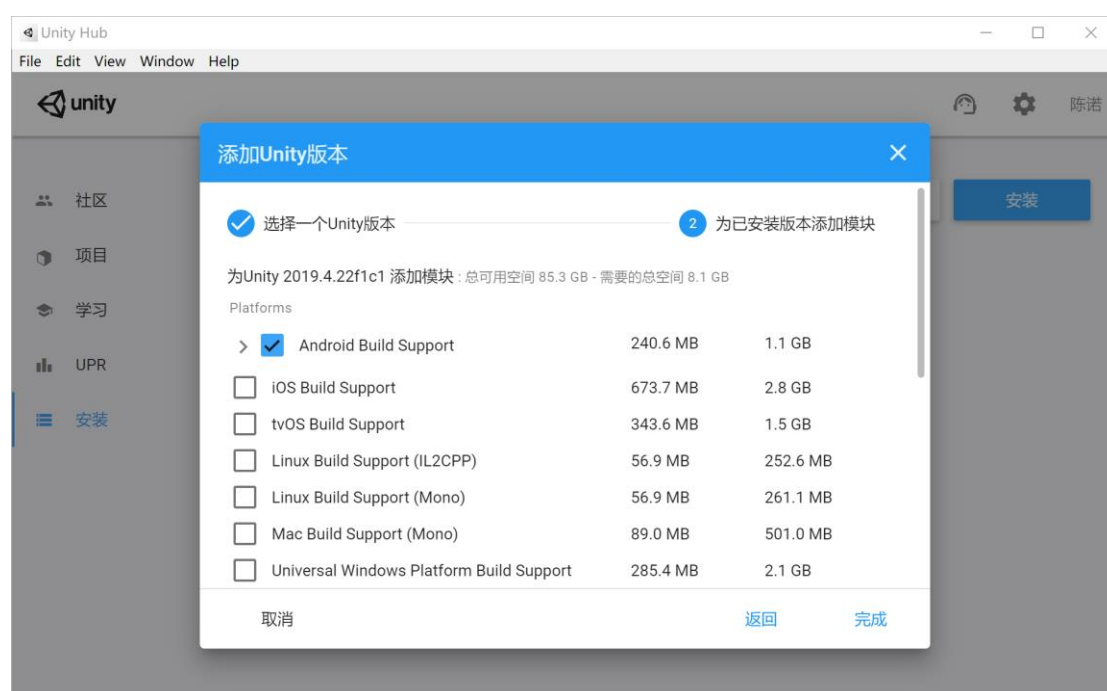 Unity Hub
File Edit View Window Help
unity
陈诺
添加Unity版本
社区
选择一个Unity版本
2
为已安装版本添加模块
安装
项目
为Unity 2019.4.22f1c1 添加模块 : 总可用空间 85.3 GB - 需要的总空间 8.1 GB
学习
Platforms
Android Build Support 240.6 MB 1.1 GB
UPR
iOS Build Support 673.7 MB 2.8 GB
安装
tvOS Build Support 343.6 MB 1.5 GB
Linux Build Support (IL2CPP) 56.9 MB 252.6 MB
Linux Build Support (Mono) 56.9 MB 261.1 MB
Mac Build Support (Mono) 89.0 MB 501.0 MB
Universal Windows Platform Build Support 285.4 MB 2.1 GB
取消 返回 完成